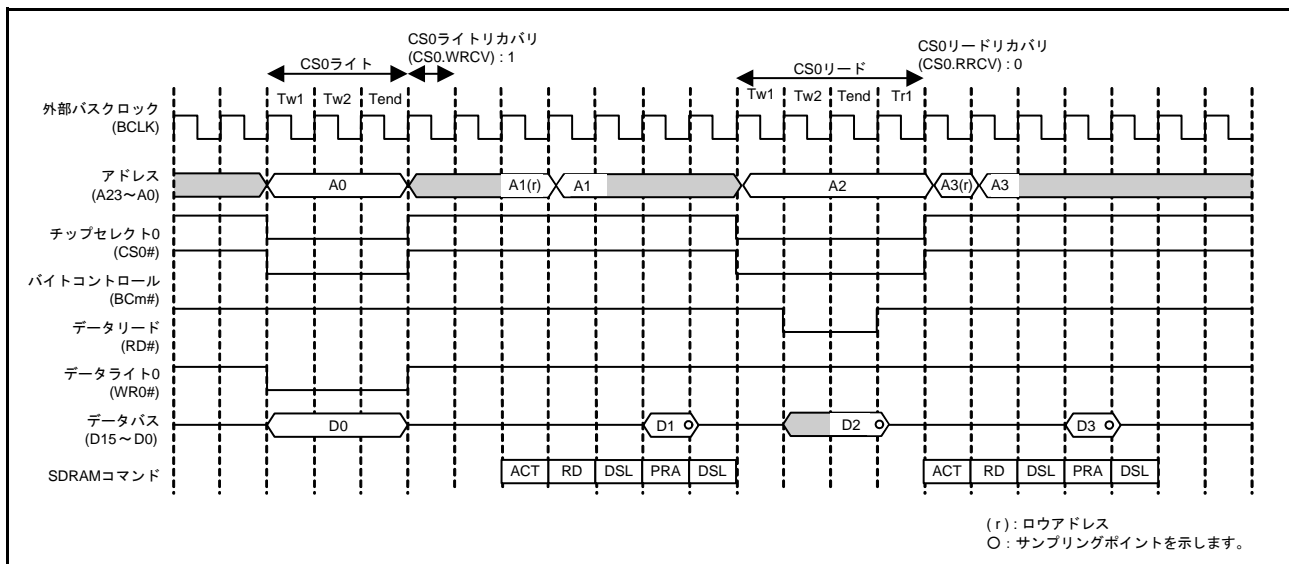 CS0ライトリカバリ
(CS0.WRCV) : 1
CS0リードリカバリ
(CS0.RRCV) : 0
CS0ライト
CS0リード
Tw1 Tw2 Tend
Tw1 Tw2 Tend Tr1
外部バスクロック
(BCLK)
アドレス
(A23~A0)
A0 A1(r) A1 A2 A3(r) A3
チップセレクト0
(CS0#)
バイトコントロール
(BCm#)
データリード
(RD#)
データライト0
(WR0#)
データバス
(D15~D0)
D0 D1 D2 D3
SDRAMコマンド
ACT RD DSL PRA DSL ACT RD DSL PRA DSL
( r ) : ロウアドレス
○ : サンプリングポイントを示します。